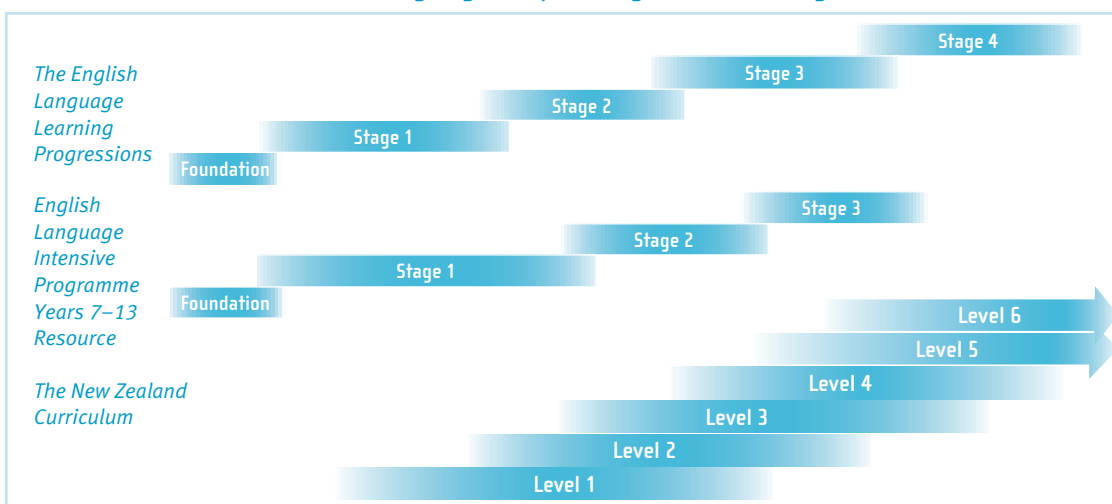 Stage 4
Stage 3
Stage 2
Stage 1
Foundation
The English
Language
Learning
Progressions
Stage 3
Stage 2
Stage 1
Foundation
English
Language
Intensive
Programme
Years 7–13
Resource
Level 6
Level 5
Level 4
Level 3
Level 2
Level 1
The New Zealand
Curriculum